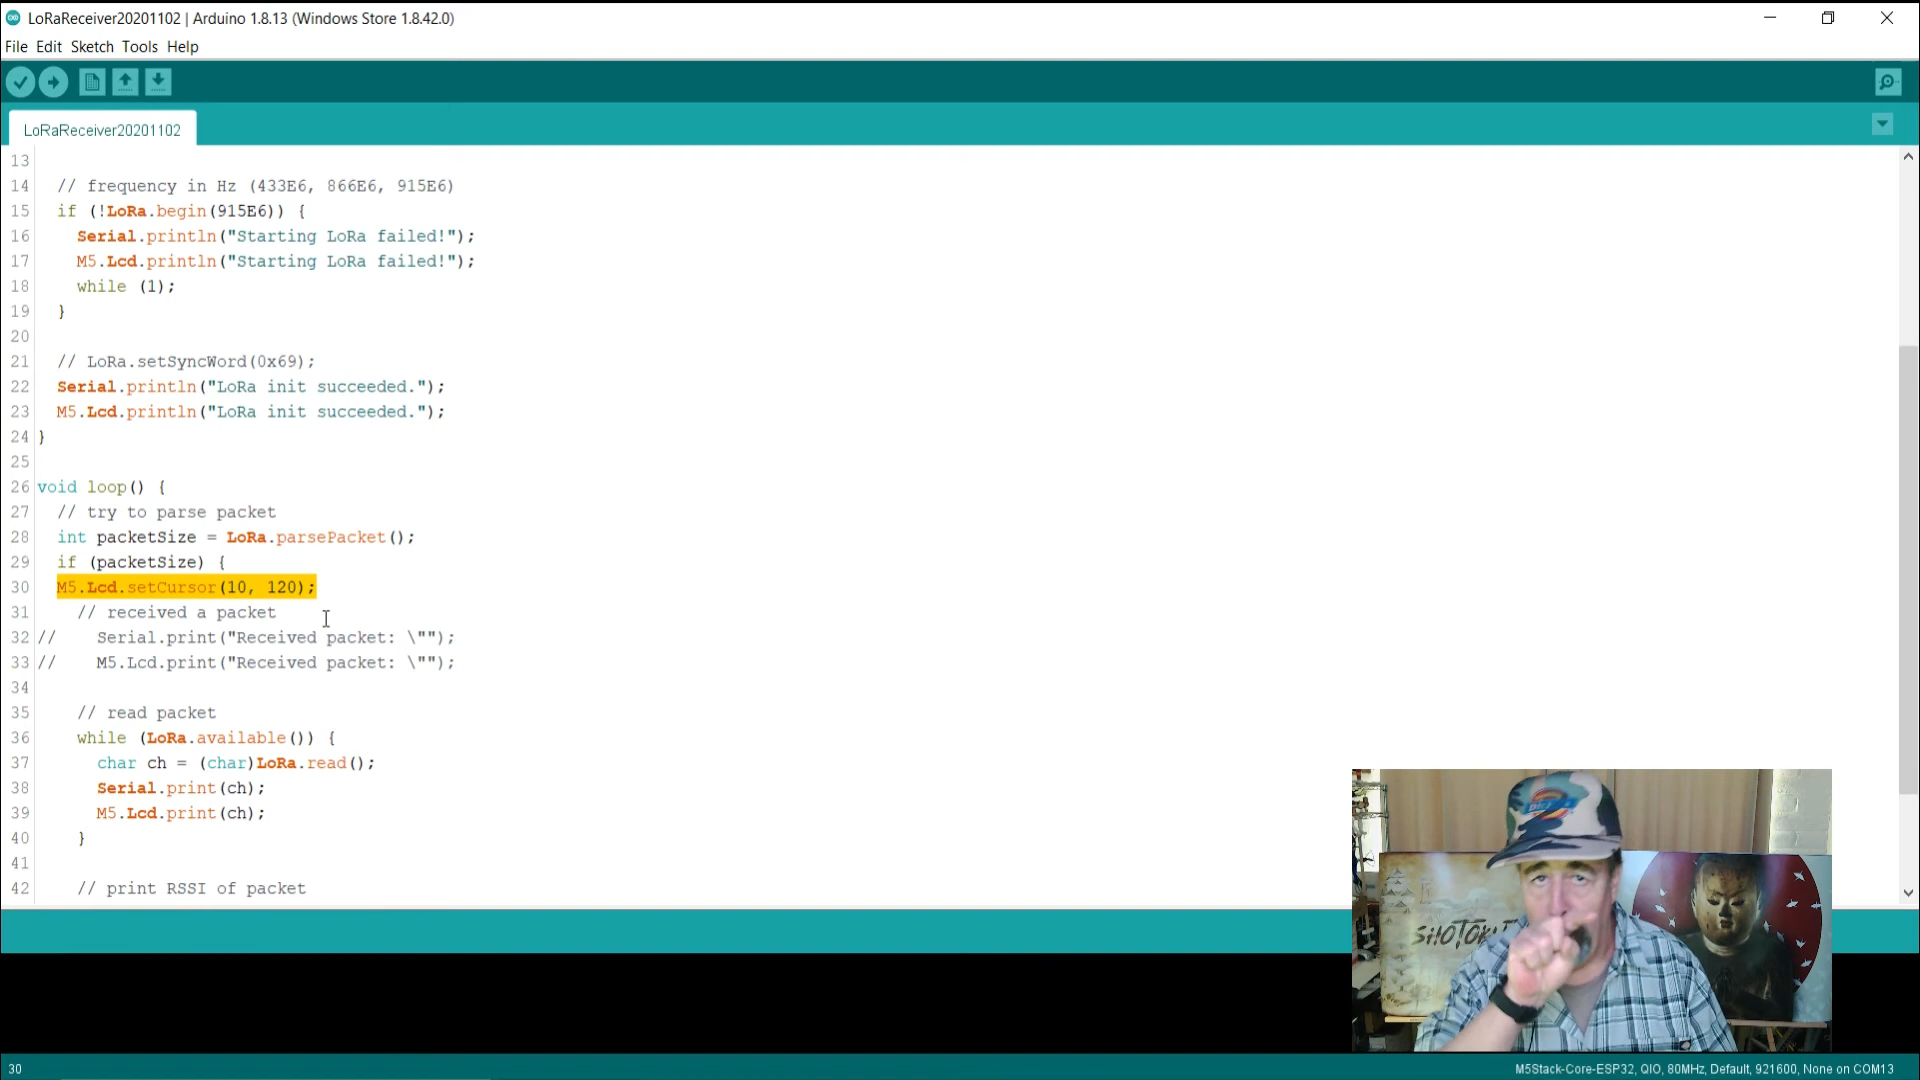 LoRaReceiver20201102 | Arduino 1.8.13 (Windows Store 1.8.42.0)
File Edit Sketch Tools Help
LoRaReceiver20201102
13
14 // frequency in Hz (433E6, 866E6, 915E6)
15 if (!LoRa.begin(915E6)) {
16 Serial.println("Starting LoRa failed!");
17 M5.Lcd.println("Starting LoRa failed!");
18 while (1);
19 }
20
21 // LoRa.setSyncWord(0x69);
22 Serial.println("LoRa init succeeded.");
23 M5.Lcd.println("LoRa init succeeded.");
24 }
25
26 void loop() {
27 // try to parse packet
28 int packetSize = LoRa.parsePacket();
29 if (packetSize) {
30 M5.Lcd.setCursor(10, 120);
31 // received a packet
32 // Serial.print("Received packet: \"");
33 // M5.Lcd.print("Received packet: \"");
34
35 // read packet
36 while (LoRa.available()) {
37 char ch = (char)LoRa.read();
38 Serial.print(ch);
39 M5.Lcd.print(ch);
40 }
41
42 // print RSSI of packet
30
M5Stack-Core-ESP32, QIO, 80MHz, Default, 921600, None on COM13